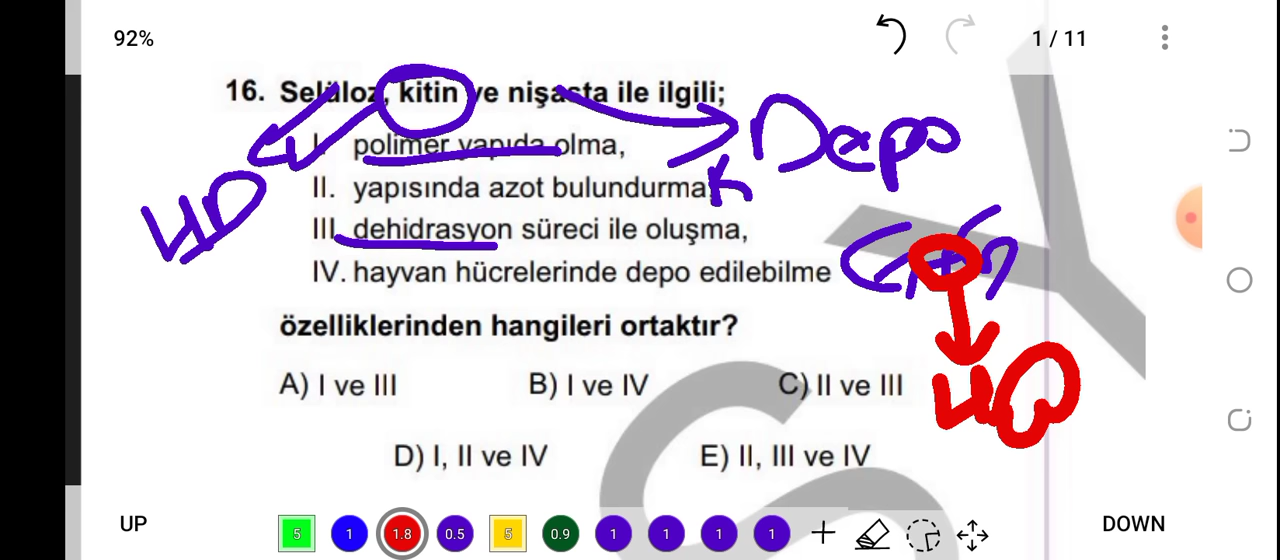 92%
1 / 11
16. Selüloz, kitin ve nişasta ile ilgili;
Depo
I. polimer yapıda olma,
II. yapısında azot bulundurma,
K
HD
III. dehidrasyon süreci ile oluşma,
IV. hayvan hücrelerinde depo edilebilme
özelliklerinden hangileri ortaktır?
A) I ve III B) I ve IV C) II ve III
D) I, II ve IV E) II, III ve IV
UP
5 1 1.8 0.5 5 0.9 1 1 1 1
DOWN